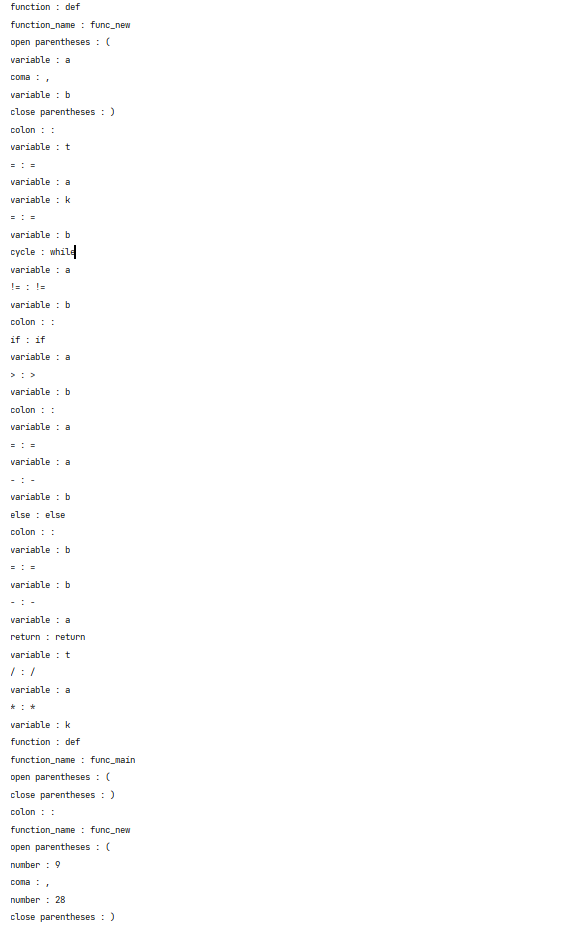 function : def
function_name : func_new
open parentheses : (
variable : a
coma : ,
variable : b
close parentheses : )
colon : :
variable : t
= : =
variable : a
variable : k
= : =
variable : b
cycle : while
variable : a
!= : !=
variable : b
colon : :
if : if
variable : a
> : >
variable : b
colon : :
variable : a
= : =
variable : a
- : -
variable : b
else : else
colon : :
variable : b
= : =
variable : b
- : -
variable : a
return : return
variable : t
/ : /
variable : a
* : *
variable : k
function : def
function_name : func_main
open parentheses : (
close parentheses : )
colon : :
function_name : func_new
open parentheses : (
number : 9
coma : ,
number : 28
close parentheses : )